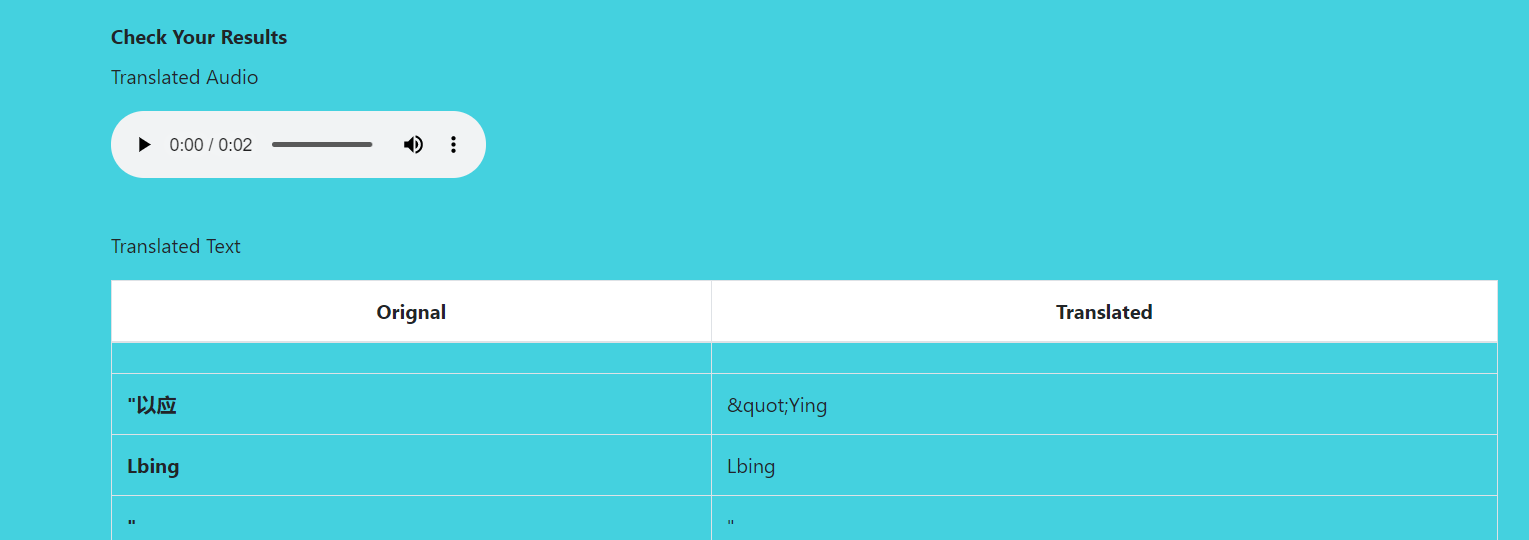 Check Your Results
Translated Audio
0:00 / 0:02
Translated Text
Orignal Translated
"以应 &quot;Ying
Lbing Lbing
" "